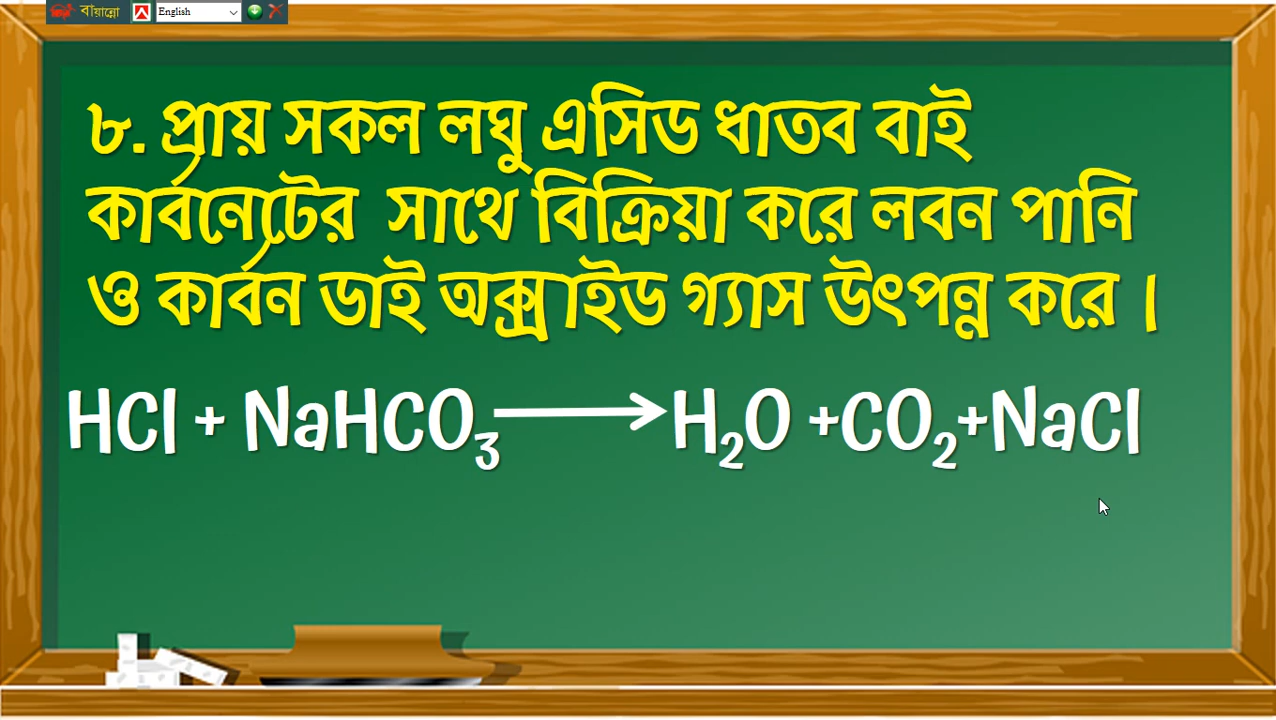 বায়ান্নো English
৮. প্রায় সকল লঘু এসিড ধাতব বাই
কার্বনেটের সাথে বিক্রিয়া করে লবন পানি
ও কার্বন ডাই অক্সাইড গ্যাস উৎপন্ন করে ।
HCl + NaHCO₃ ⟶ H₂O +CO₂+NaCl